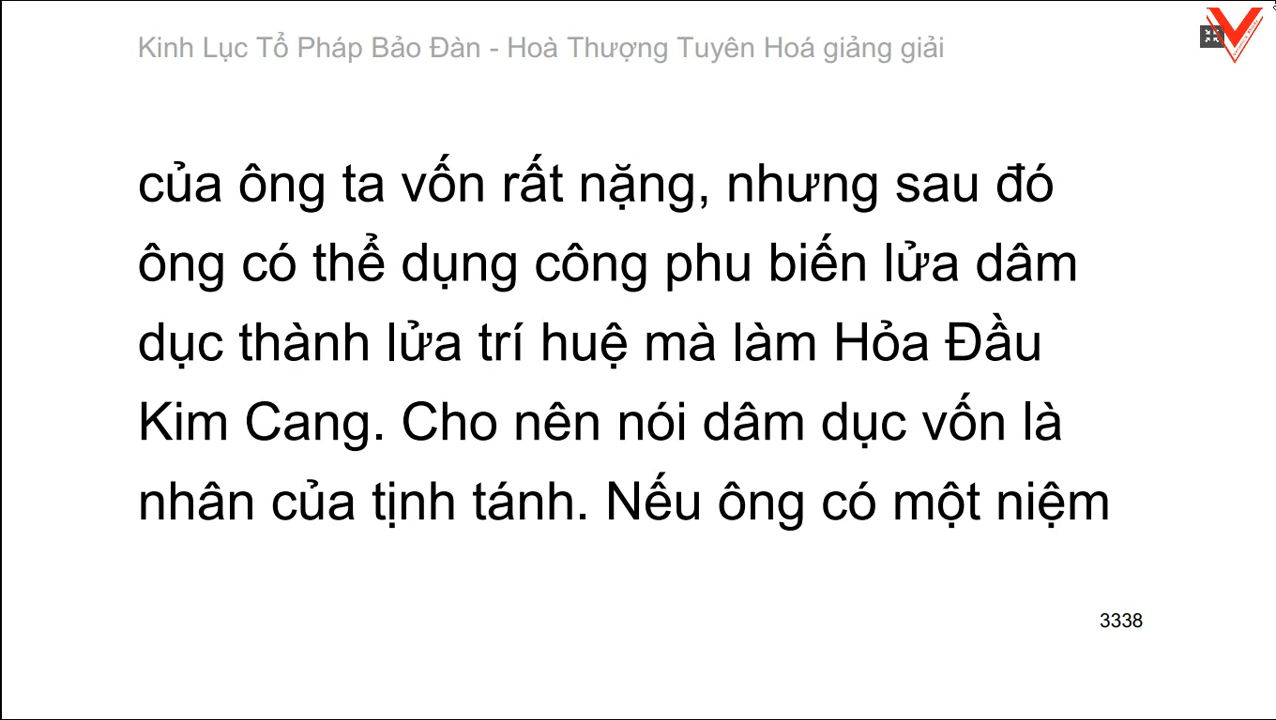 Kinh Lục Tổ Pháp Bảo Đàn - Hoà Thượng Tuyên Hoá giảng giải
của ông ta vốn rất nặng, nhưng sau đó
ông có thể dụng công phu biến lửa dâm
dục thành lửa trí huệ mà làm Hỏa Đầu
Kim Cang. Cho nên nói dâm dục vốn là
nhân của tịnh tánh. Nếu ông có một niệm
3338